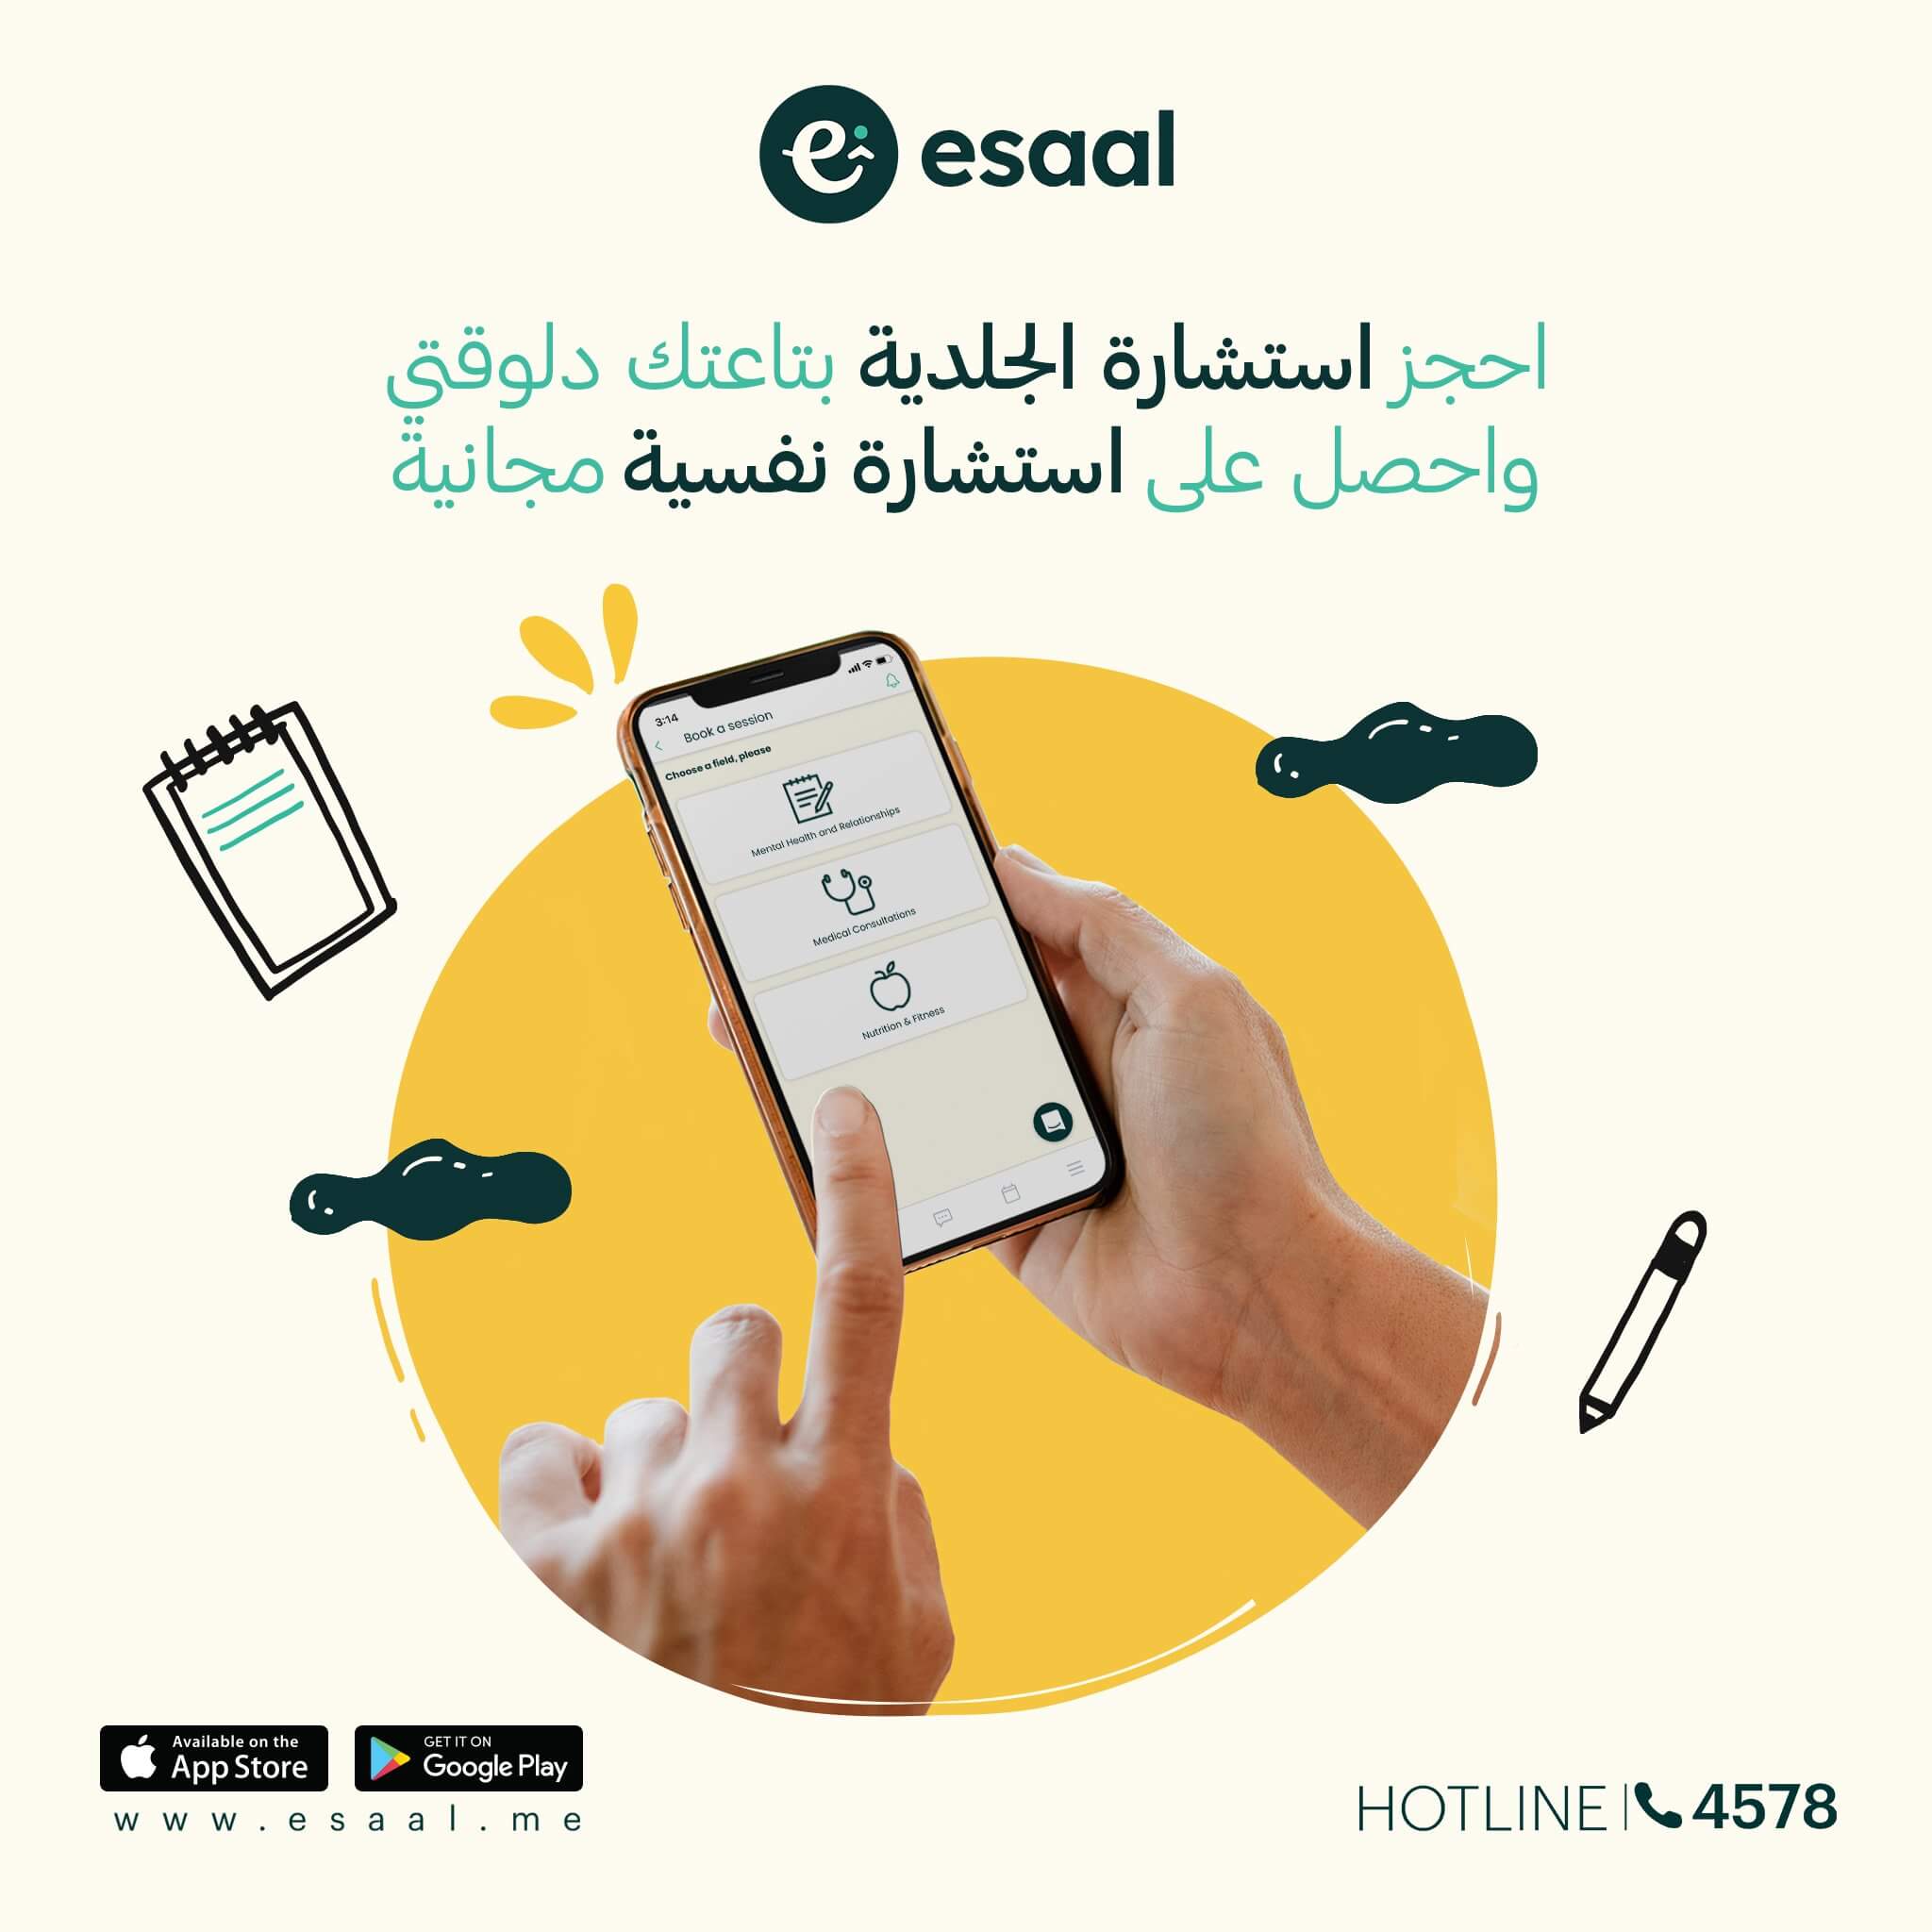 esaal
احجز استشارة الجلدية بتاعتك دلوقتي
واحصل على استشارة نفسية مجانية
3:14
Book a session
Choose a field, please
Mental Health and Relationships
Medical Consultations
Nutrition & Fitness
Available on the
App Store
GET IT ON
Google Play
www.esaal.me
HOTLINE | 4578